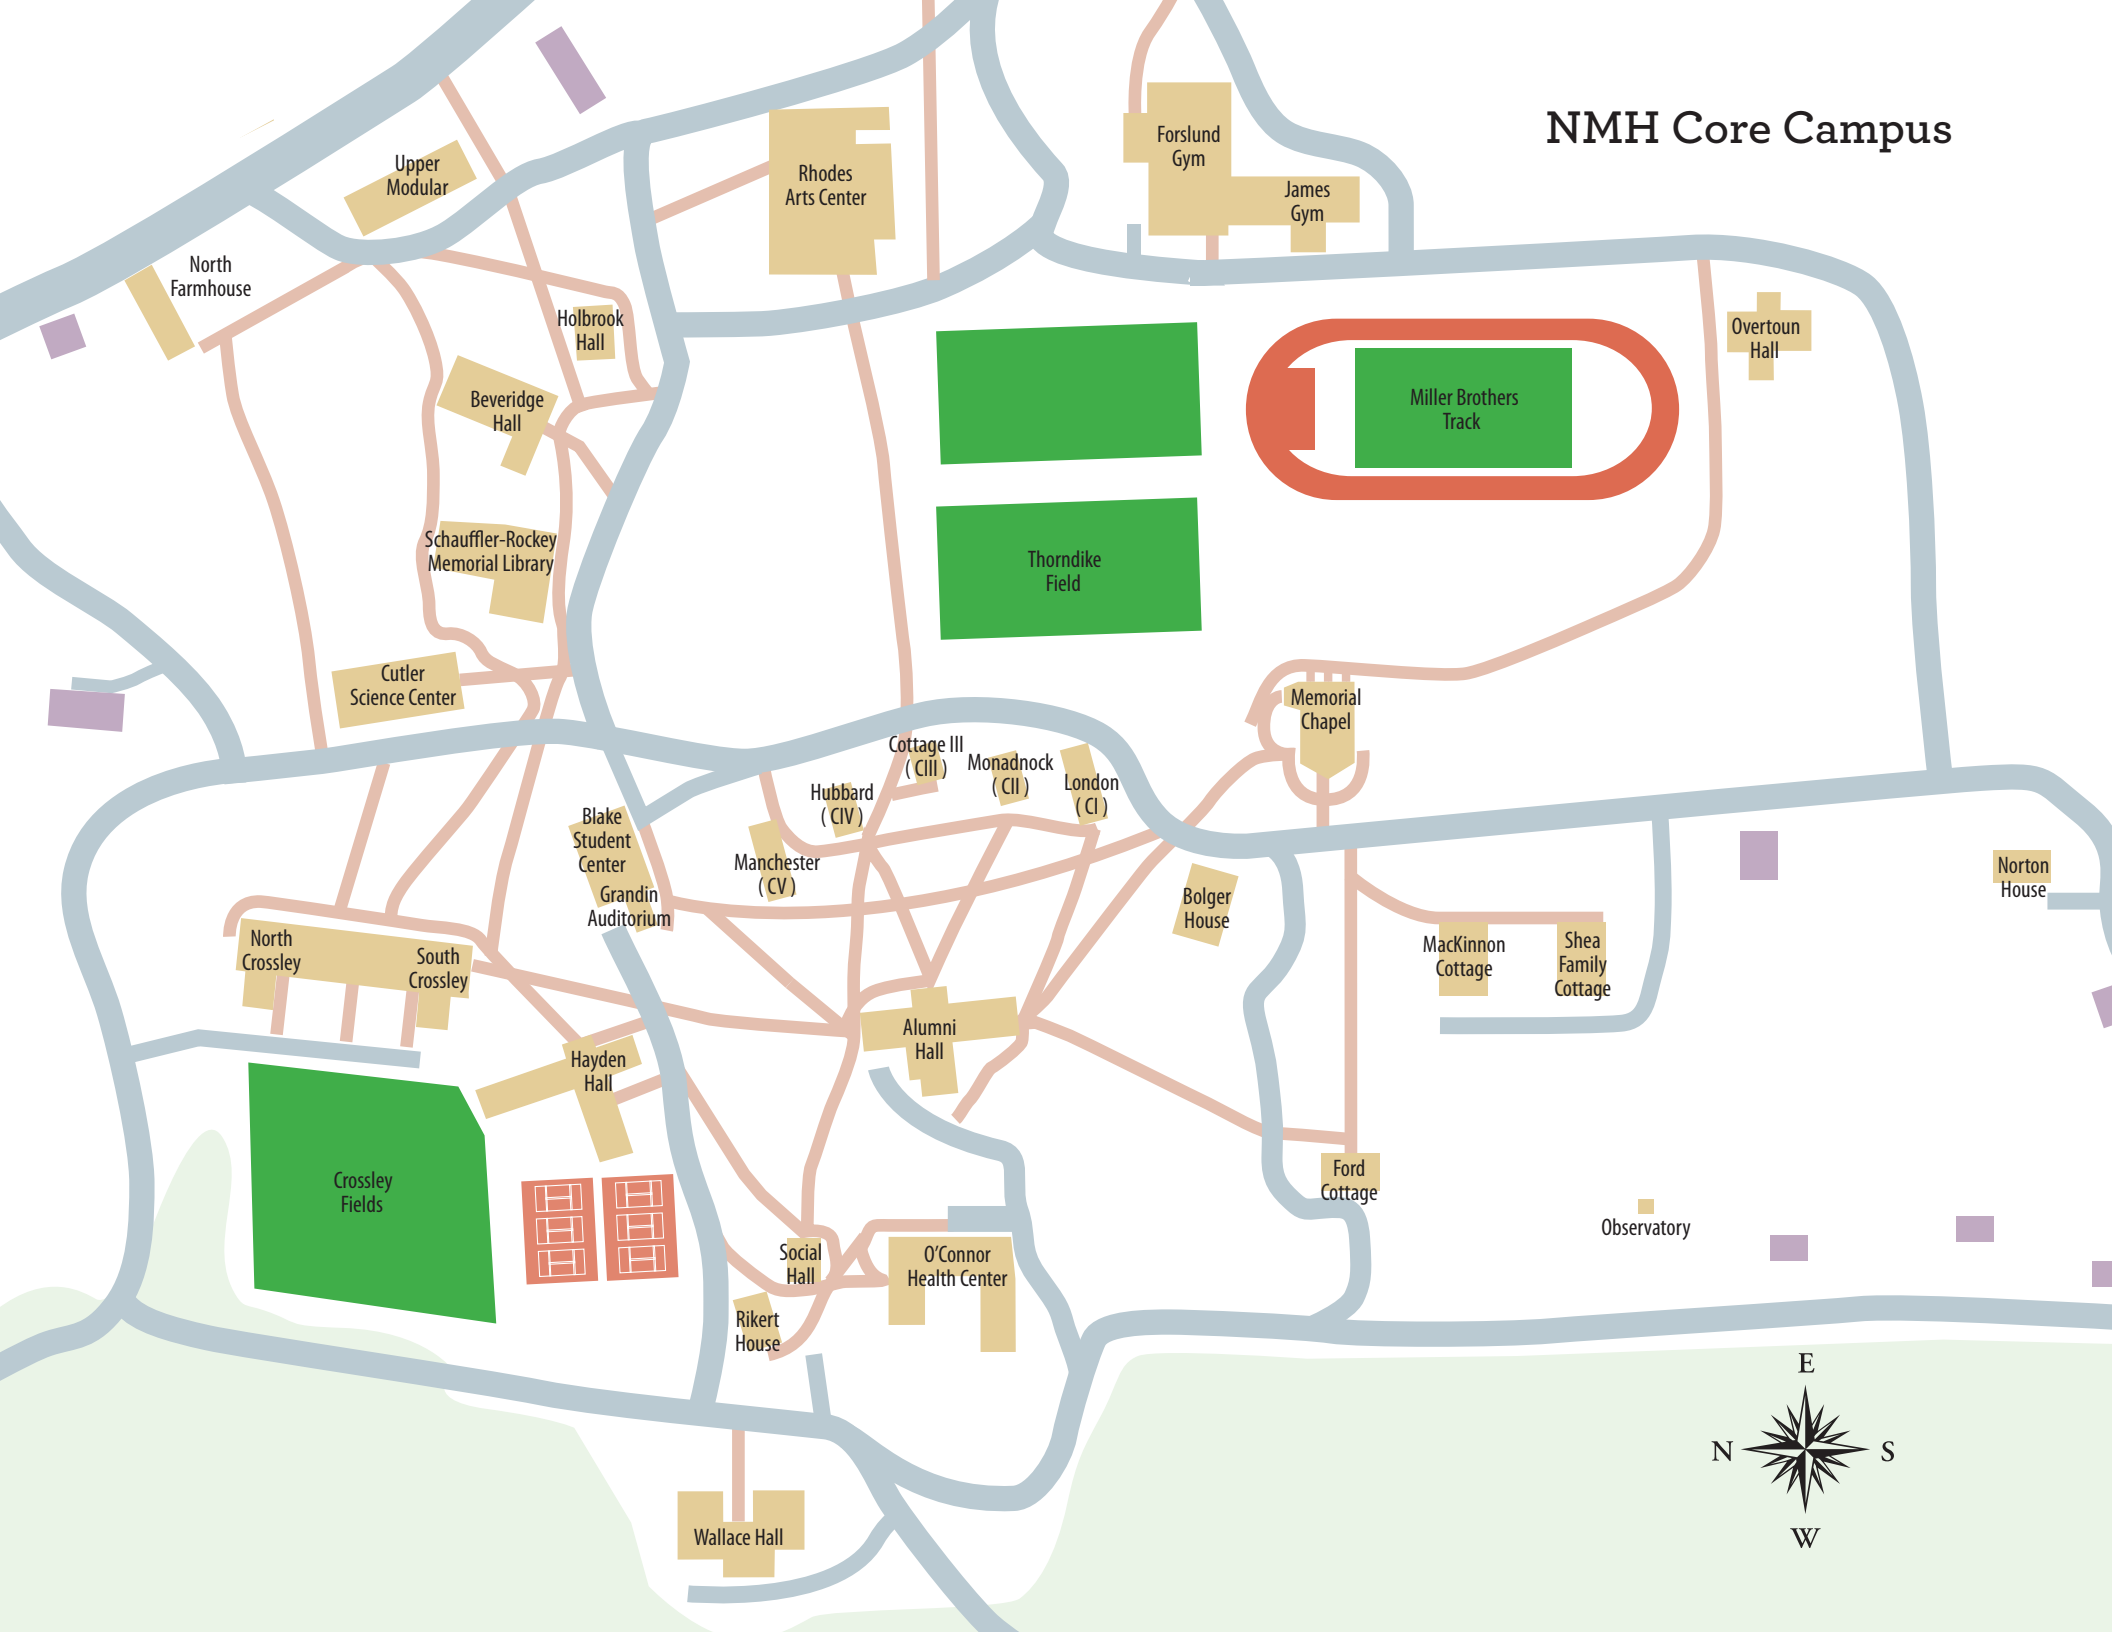 NMH Core Campus
Upper
Modular
Rhodes
Arts Center
Forslund
Gym
James
Gym
North
Farmhouse
Holbrook
Hall
Overtoun
Hall
Beveridge
Hall
Miller Brothers
Track
Schauffler-Rockey
Memorial Library
Thorndike
Field
Cutler
Science Center
Memorial
Chapel
Cottage III
( CIII )
Monadnock
( CII )
London
( CI )
Hubbard
( CIV )
Blake
Student
Center
Manchester
( CV )
Grandin
Auditorium
Bolger
House
Norton
House
North
Crossley
South
Crossley
MacKinnon
Cottage
Shea
Family
Cottage
Alumni
Hall
Hayden
Hall
Crossley
Fields
Ford
Cottage
Observatory
Social
Hall
O'Connor
Health Center
Rikert
House
Wallace Hall
E
N
S
W